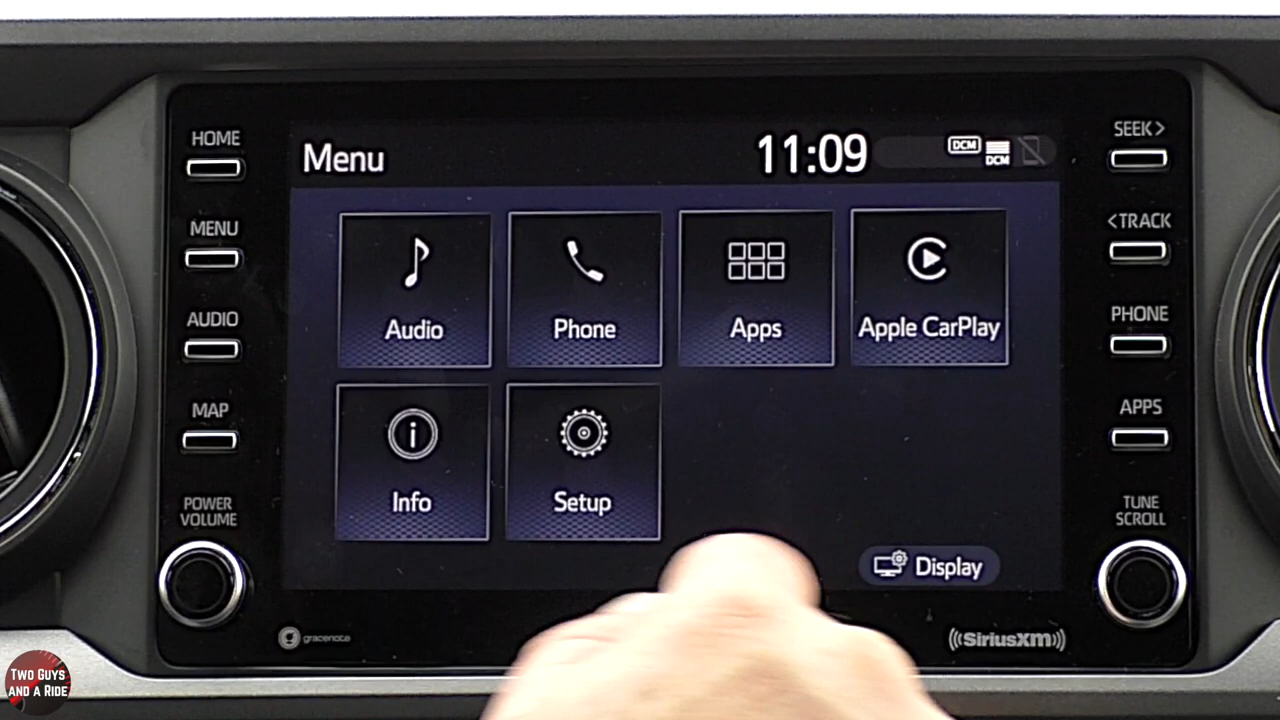 HOME
MENU
AUDIO
MAP
POWER
VOLUME
Menu
11:09
DCM
DCM
Audio
Phone
Apps
Apple CarPlay
Info
Setup
Display
SEEK>
<TRACK
PHONE
APPS
TUNE
SCROLL
gracenote
((SiriusXM))
TWO GUYS
AND A RIDE